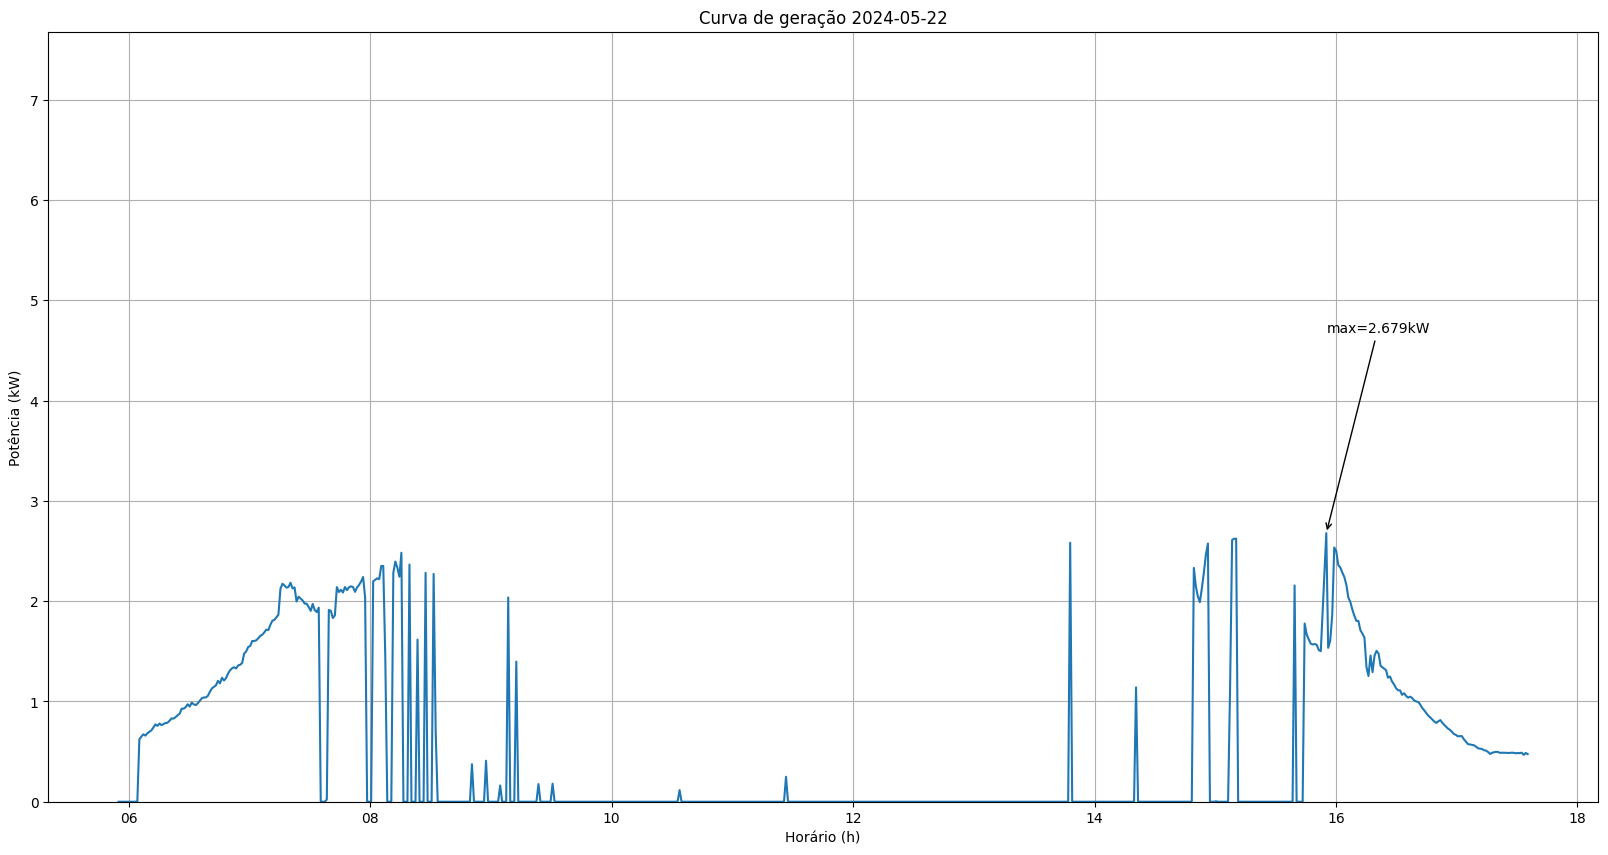 Curva de geração 2024-05-22
7
6
5
4
3
2
1
0
Potência (kW)
max=2.679kW
06 08 10 12 14 16 18
Horário (h)